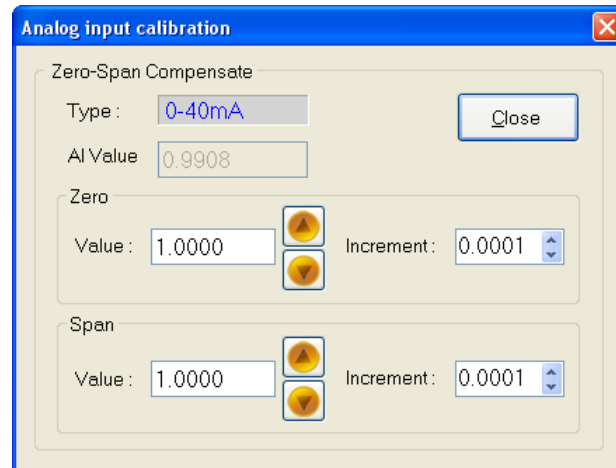 Analog input calibration
Zero-Span Compensate
Type : 0-40mA
Close
AI Value 0.9908
Zero
Value : 1.0000 Increment : 0.0001
Span
Value : 1.0000 Increment : 0.0001